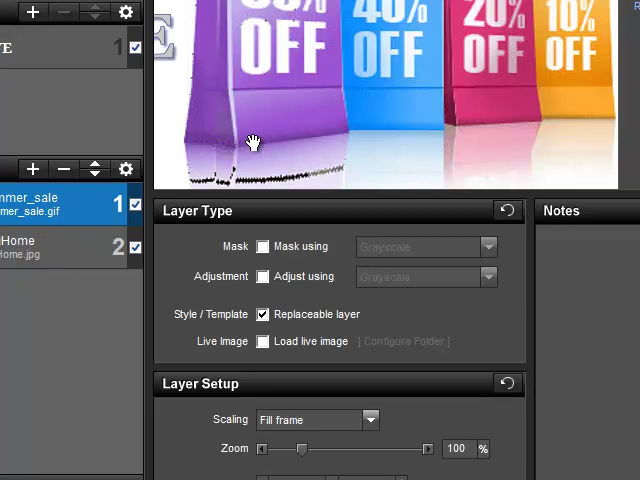 40%
20%
10%
OFF
OFF
OFF
OFF
1
mmer_sale
mer_sale.gif
1
Home
Home.jpg
2
Layer Type
Mask
Mask using
Grayscale
Adjustment
Adjust using
Grayscale
Style / Template
Replaceable layer
Live Image
Load live image
[ Configure Folder ]
Layer Setup
Scaling
Fill frame
Zoom
100
%
Notes